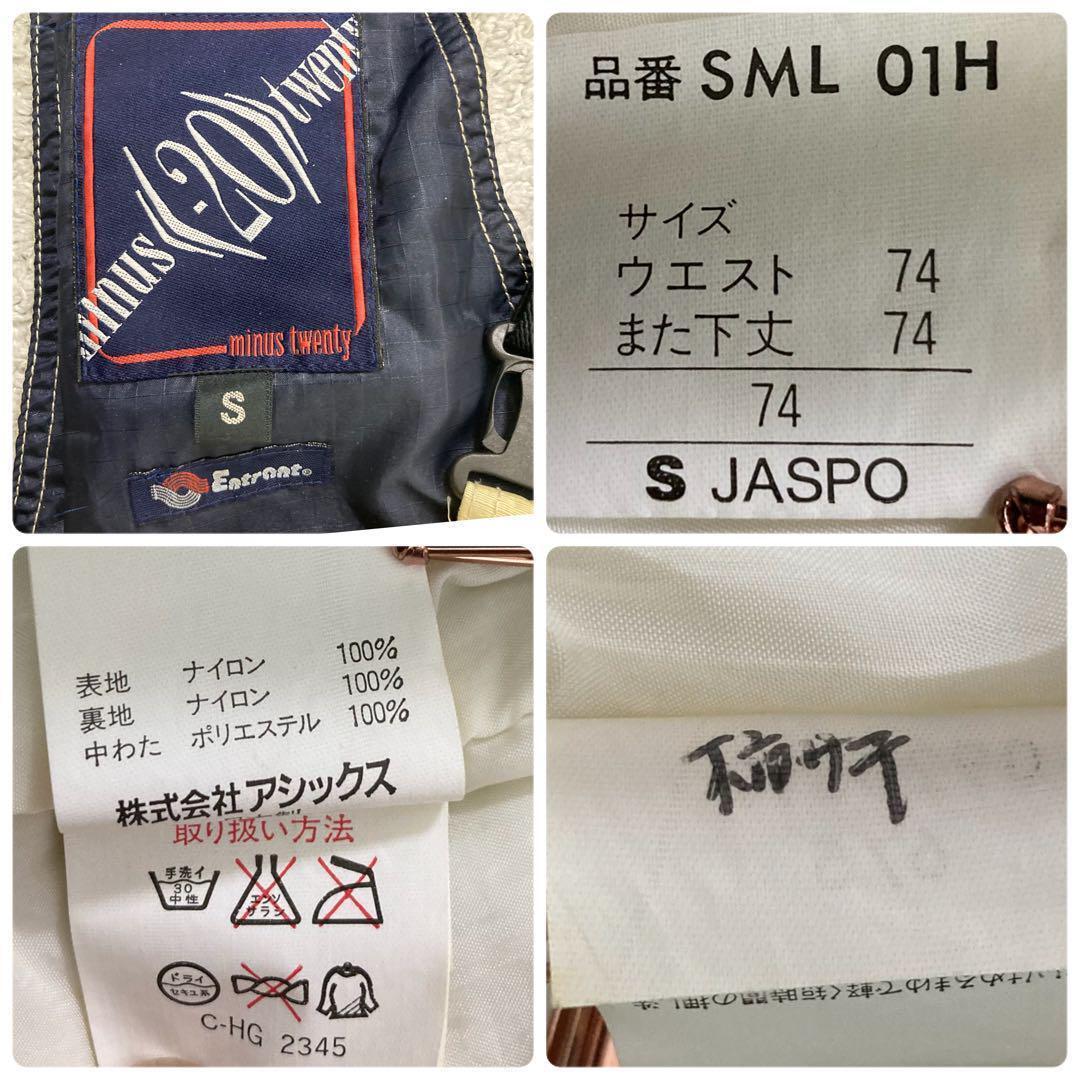 minus (-20) twenty
minus twenty
S
Entrant®
品番 SML 01H
サイズ
ウエスト 74
また下丈 74
74
S JASPO
表地 ナイロン 100%
裏地 ナイロン 100%
中わた ポリエステル 100%
株式会社アシックス
取り扱い方法
手洗イ
30
中性
エンソ
サラシ
ドライ
セキユ系
C-HG 2345